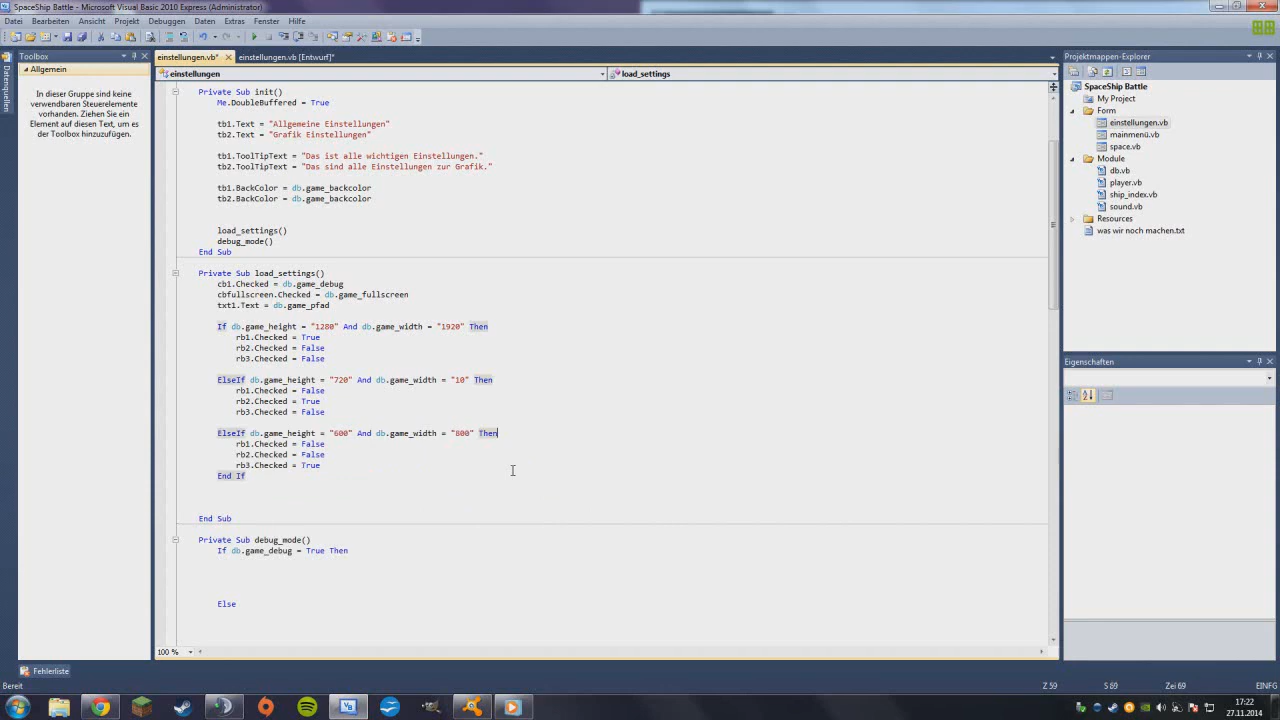 SpaceShip Battle - Microsoft Visual Basic 2010 Express (Administrator)
Datei Bearbeiten Ansicht Projekt Debuggen Daten Extras Fenster Hilfe
Toolbox
Allgemein
In dieser Gruppe sind keine
verwendbaren Steuerelemente
vorhanden. Ziehen Sie ein
Element auf diesen Text, um es
der Toolbox hinzuzufügen.
Datenquellen
einstellungen.vb* einstellungen.vb [Entwurf]*
einstellungen load_settings
Private Sub init()
Me.DoubleBuffered = True
tb1.Text = "Allgemeine Einstellungen"
tb2.Text = "Grafik Einstellungen"
tb1.ToolTipText = "Das ist alle wichtigen Einstellungen."
tb2.ToolTipText = "Das sind alle Einstellungen zur Grafik."
tb1.BackColor = db.game_backcolor
tb2.BackColor = db.game_backcolor
load_settings()
debug_mode()
End Sub
Private Sub load_settings()
cb1.Checked = db.game_debug
cbfullscreen.Checked = db.game_fullscreen
txt1.Text = db.game_pfad
If db.game_height = "1280" And db.game_width = "1920" Then
rb1.Checked = True
rb2.Checked = False
rb3.Checked = False
ElseIf db.game_height = "720" And db.game_width = "10" Then
rb1.Checked = False
rb2.Checked = True
rb3.Checked = False
ElseIf db.game_height = "600" And db.game_width = "800" Then
rb1.Checked = False
rb2.Checked = False
rb3.Checked = True
End If
End Sub
Private Sub debug_mode()
If db.game_debug = True Then
Else
100 %
Projektmappen-Explorer
SpaceShip Battle
My Project
Form
einstellungen.vb
mainmenü.vb
space.vb
Module
db.vb
player.vb
ship_index.vb
sound.vb
Resources
was wir noch machen.txt
Eigenschaften
Fehlerliste
Bereit Z 59 S 69 Zei 69 EINFG
17:22
27.11.2014